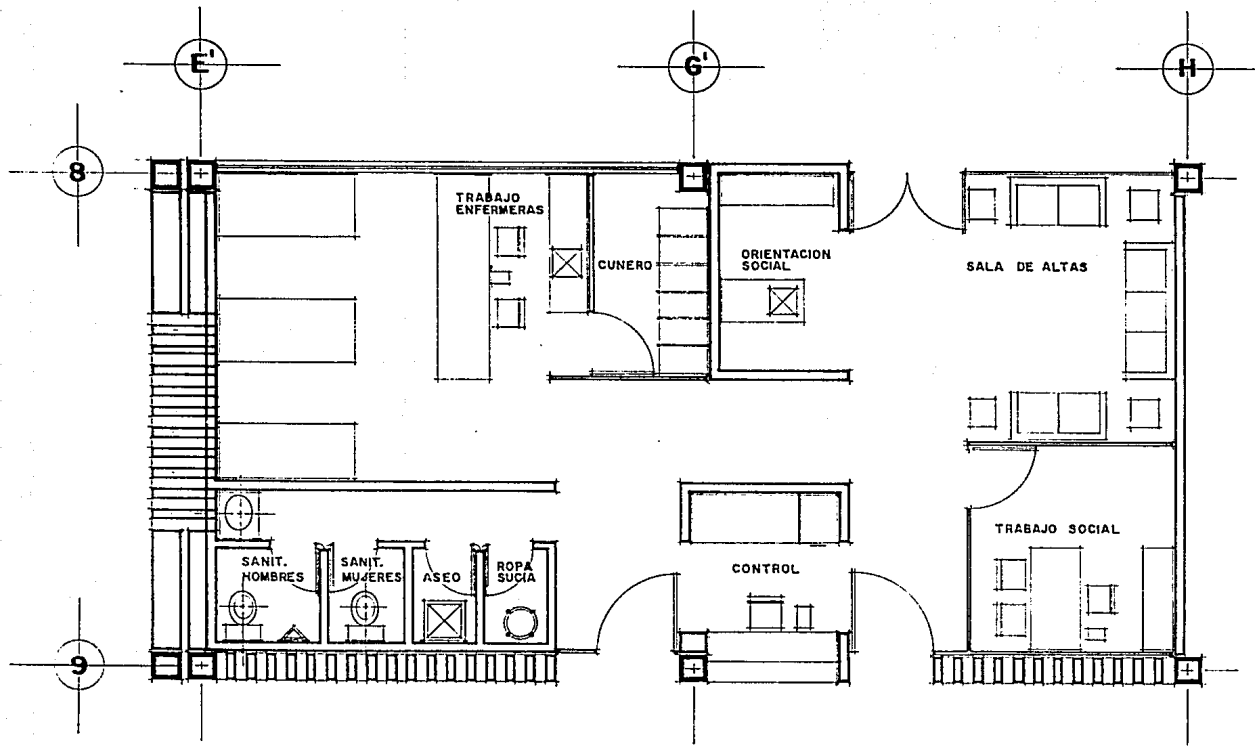 E'
G'
H
8
TRABAJO
ENFERMERAS
CUNERO
ORIENTACION
SOCIAL
SALA DE ALTAS
SANIT.
HOMBRES
SANIT.
MUJERES
ASEO
ROPA
SUCIA
CONTROL
TRABAJO SOCIAL
9